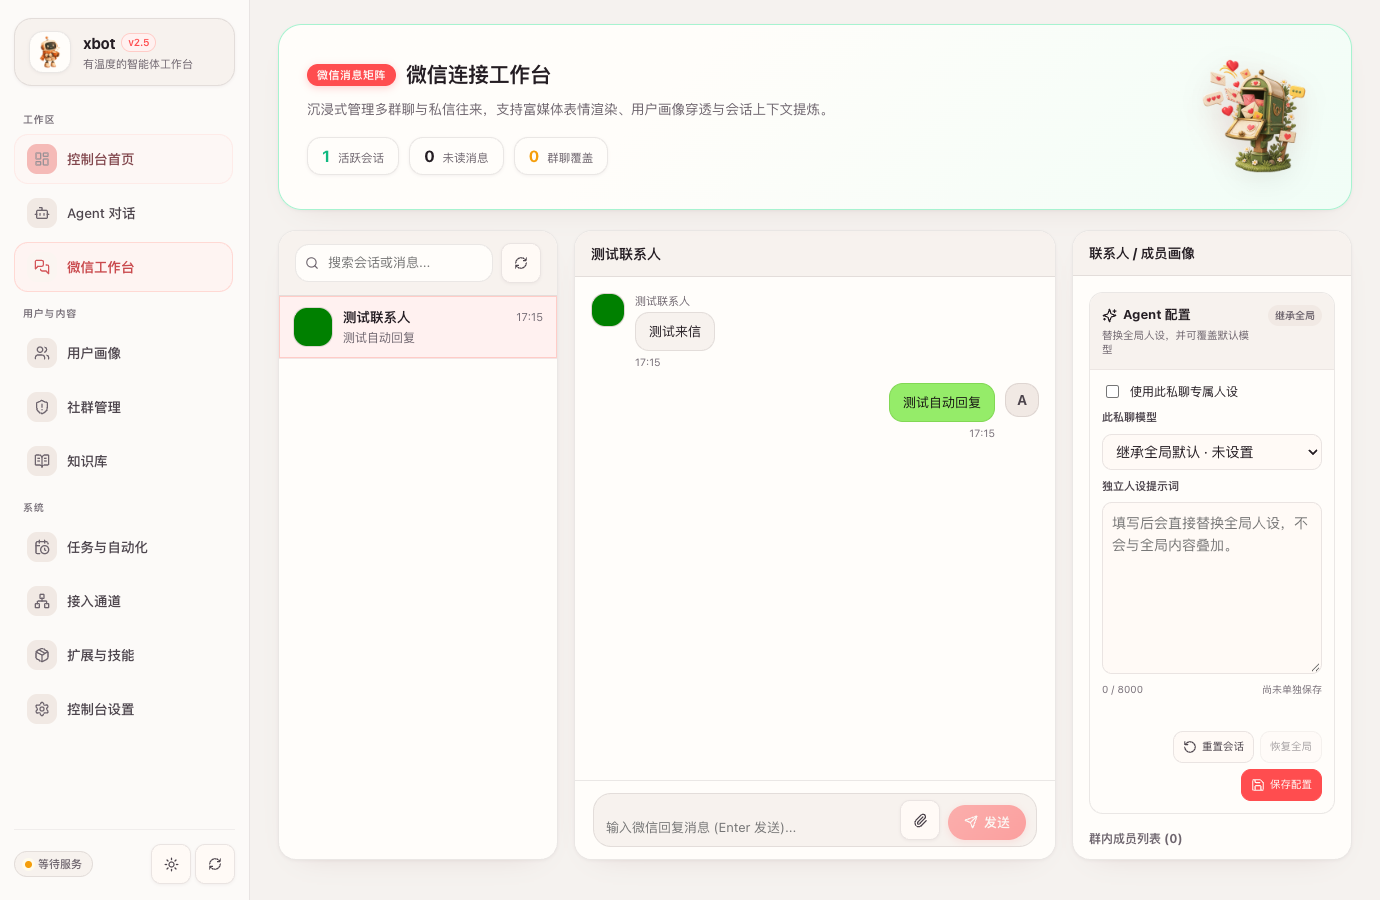 xbot v2.5
有温度的智能体工作台
工作区
控制台首页
Agent 对话
微信工作台
用户与内容
用户画像
社群管理
知识库
系统
任务与自动化
接入通道
扩展与技能
控制台设置
等待服务
微信消息矩阵 微信连接工作台
沉浸式管理多群聊与私信往来，支持富媒体表情渲染、用户画像穿透与会话上下文提炼。
1 活跃会话 0 未读消息 0 群聊覆盖
搜索会话或消息...
测试联系人 17:15
测试自动回复
测试联系人
测试联系人
测试来信
17:15
测试自动回复 A
17:15
输入微信回复消息 (Enter 发送)...
发送
联系人 / 成员画像
Agent 配置 继承全局
替换全局人设，并可覆盖默认模
型
使用此私聊专属人设
此私聊模型
继承全局默认 · 未设置
独立人设提示词
填写后会直接替换全局人设，不
会与全局内容叠加。
0 / 8000 尚未单独保存
重置会话 恢复全局
保存配置
群内成员列表 (0)